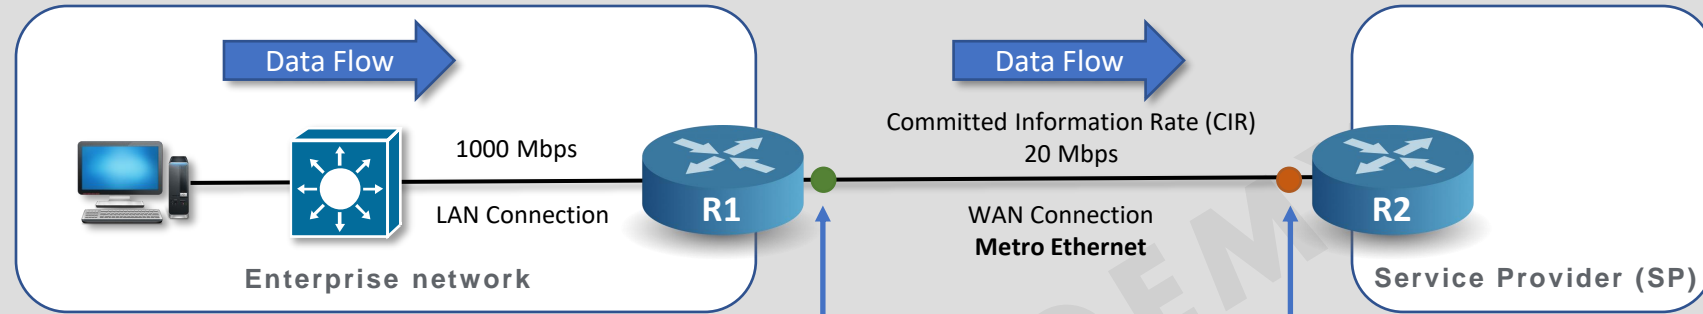 Data Flow
Data Flow
Committed Information Rate (CIR)
20 Mbps
1000 Mbps
R1
R2
LAN Connection
WAN Connection
Metro Ethernet
Enterprise network
Service Provider (SP)